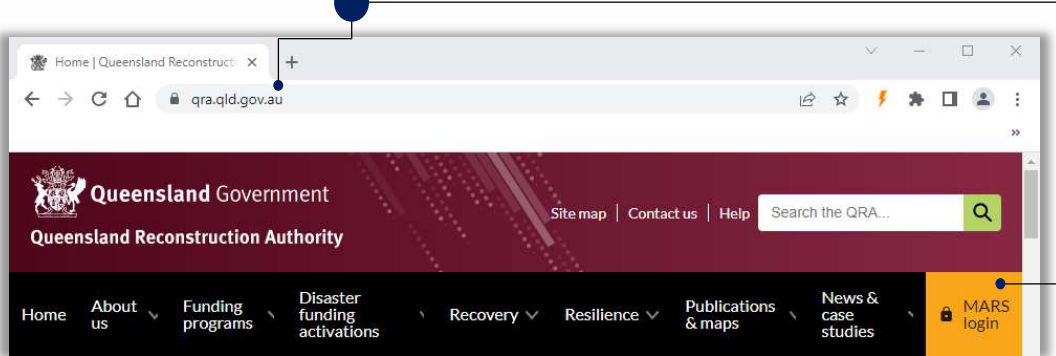 Home | Queensland Reconstructi
qra.qld.gov.au
Queensland Government
Queensland Reconstruction Authority
Site map | Contact us | Help
Search the QRA...
Home
About us
Funding programs
Disaster funding activations
Recovery
Resilience
Publications & maps
News & case studies
MARS login